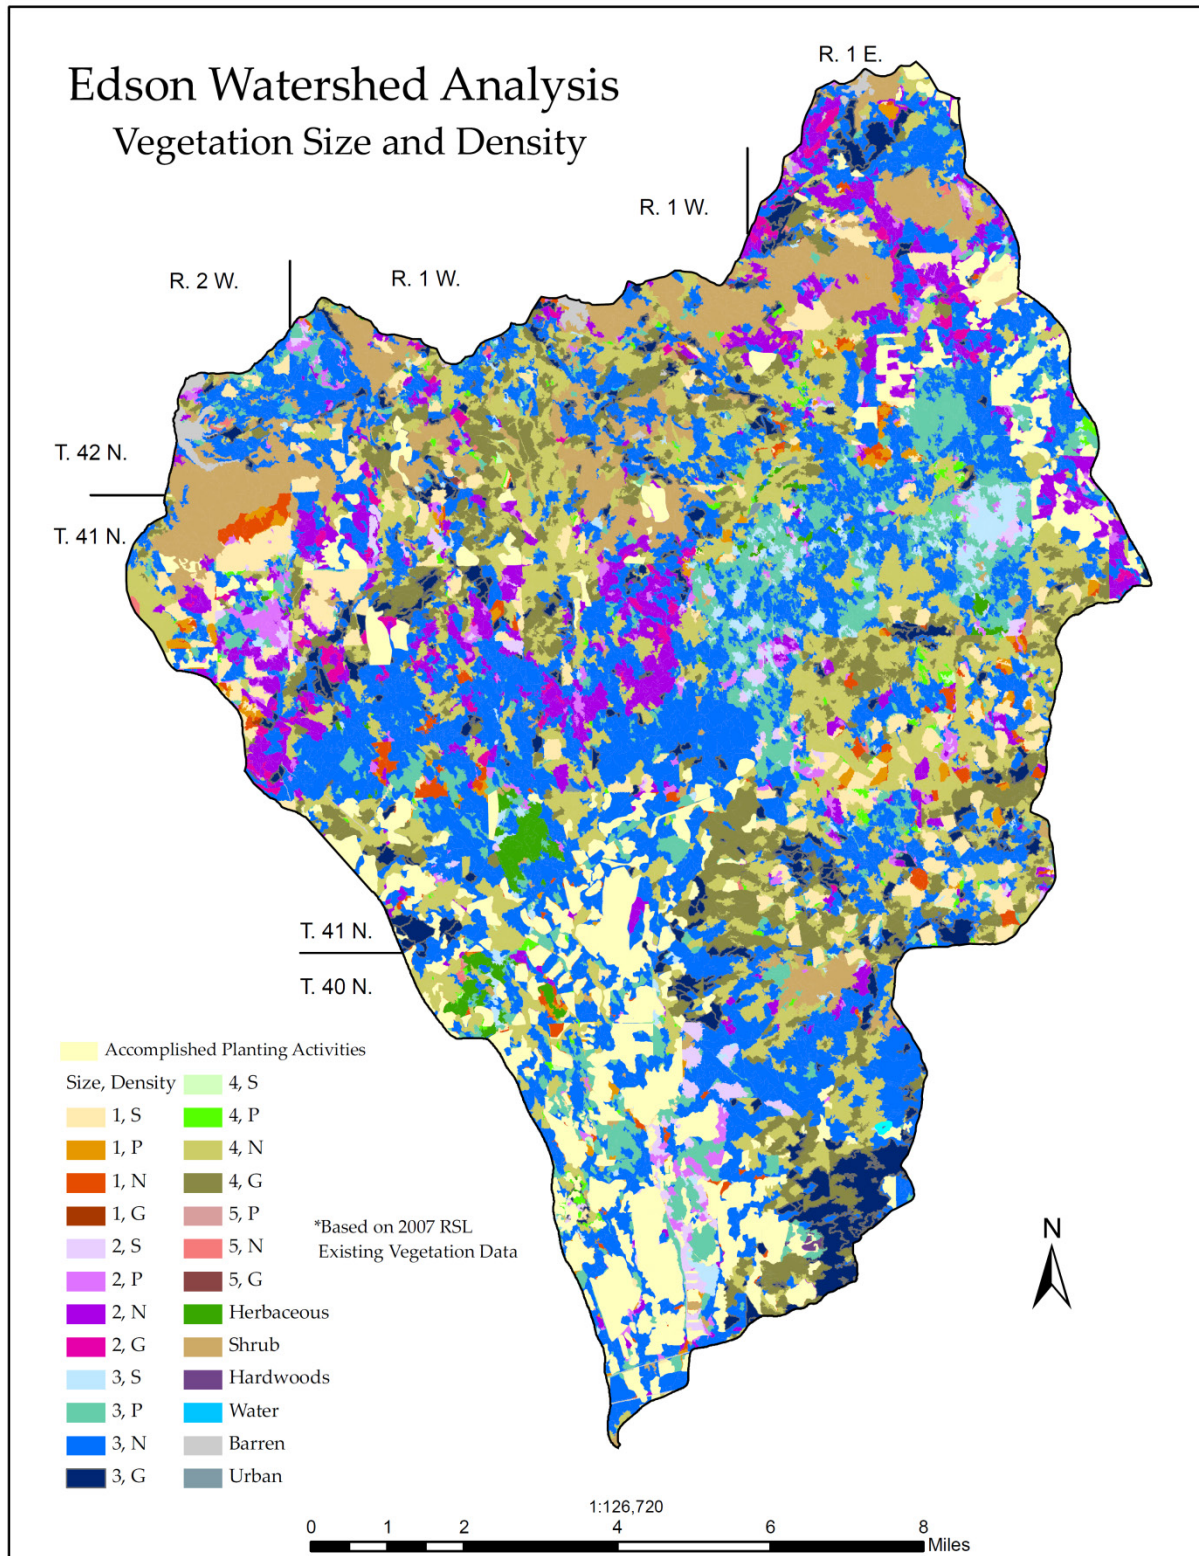 Edson Watershed Analysis
Vegetation Size and Density
R. 1 E.
R. 1 W.
R. 2 W.
R. 1 W.
T. 42 N.
T. 41 N.
T. 41 N.
T. 40 N.
Accomplished Planting Activities
Size, Density
1, S
1, P
1, N
1, G
2, S
2, P
2, N
2, G
3, S
3, P
3, N
3, G
4, S
4, P
4, N
4, G
5, P
5, N
5, G
Herbaceous
Shrub
Hardwoods
Water
Barren
Urban
*Based on 2007 RSL
Existing Vegetation Data
N
1:126,720
0 1 2 4 6 8
Miles